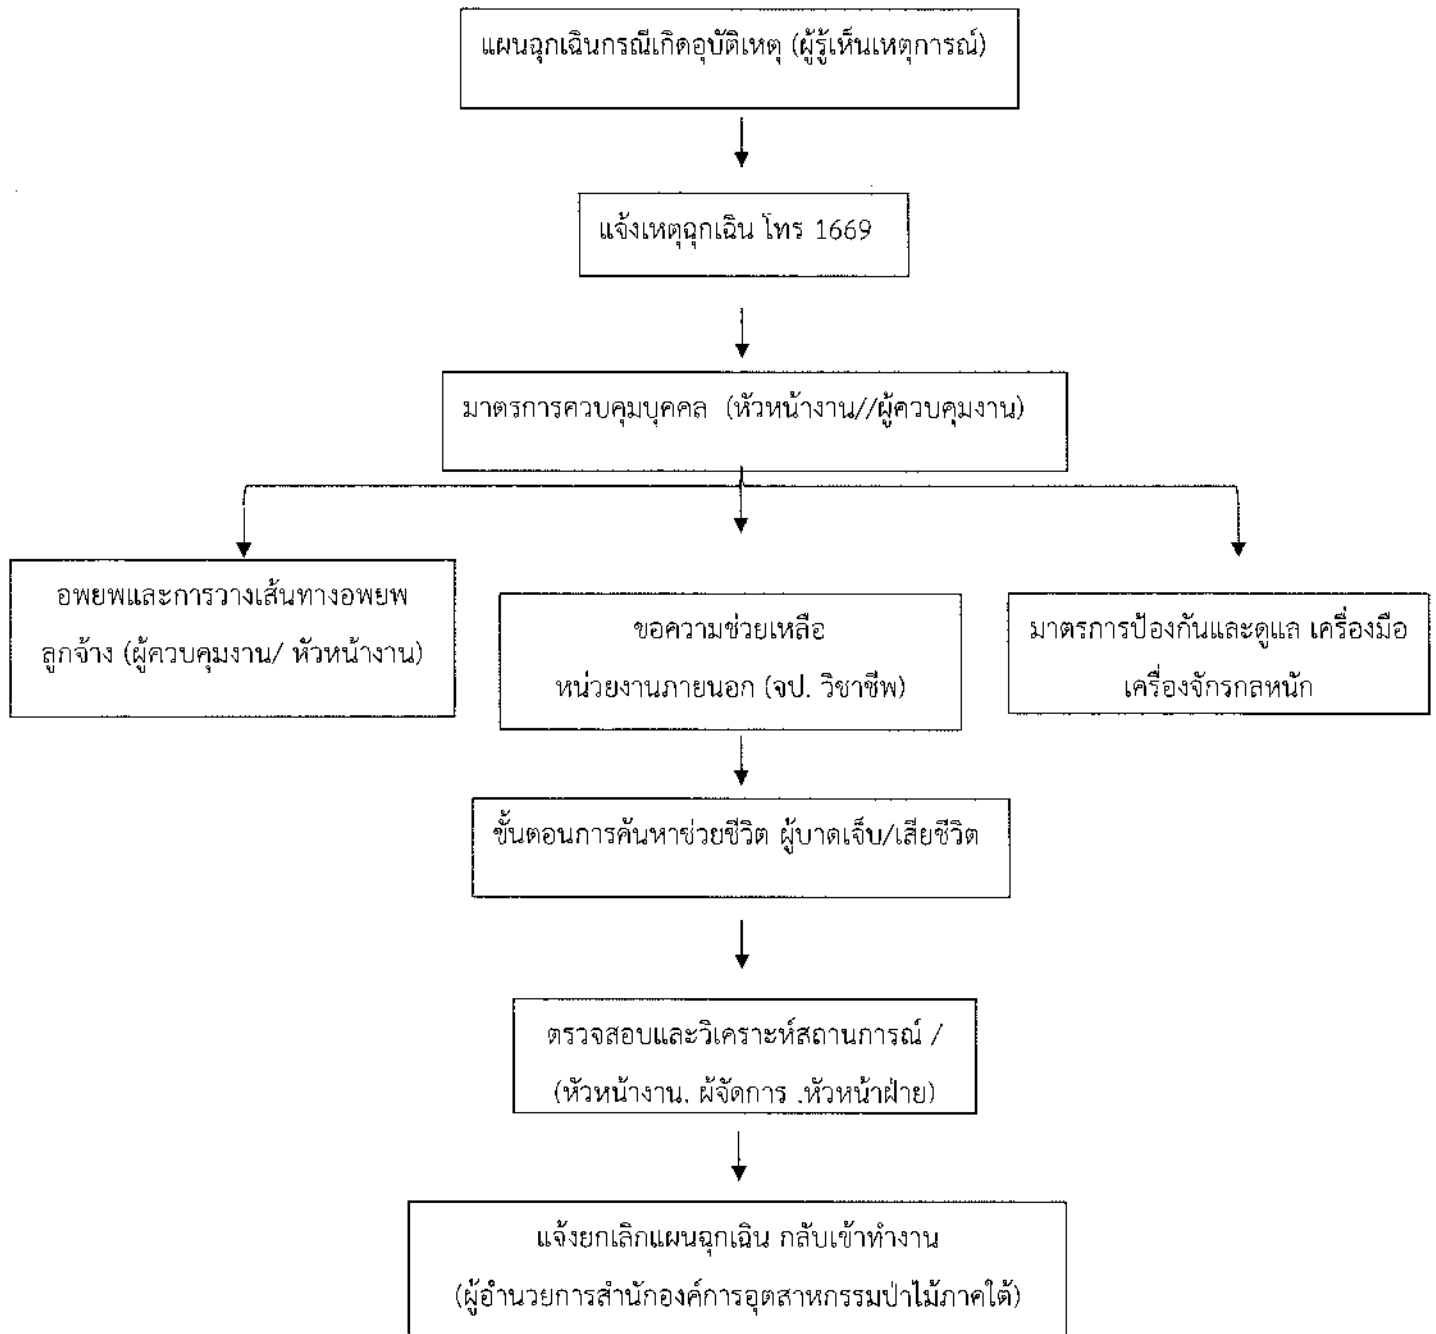 แผนฉุกเฉินกรณีเกิดอุบัติเหตุ (ผู้รู้เห็นเหตุการณ์)
แจ้งเหตุฉุกเฉิน โทร 1669
มาตรการควบคุมบุคคล (หัวหน้างาน//ผู้ควบคุมงาน)
อพยพและการวางเส้นทางอพยพ
ลูกจ้าง (ผู้ควบคุมงาน/ หัวหน้างาน)
ขอความช่วยเหลือ
หน่วยงานภายนอก (จป. วิชาชีพ)
มาตรการป้องกันและดูแล เครื่องมือ
เครื่องจักรกลหนัก
ขั้นตอนการค้นหาช่วยชีวิต ผู้บาดเจ็บ/เสียชีวิต
ตรวจสอบและวิเคราะห์สถานการณ์ /
(หัวหน้างาน. ผ้จัดการ .หัวหน้าฝ่าย)
แจ้งยกเลิกแผนฉุกเฉิน กลับเข้าทำงาน
(ผู้อำนวยการสำนักองค์การอุตสาหกรรมป่าไม้ภาคใต้)